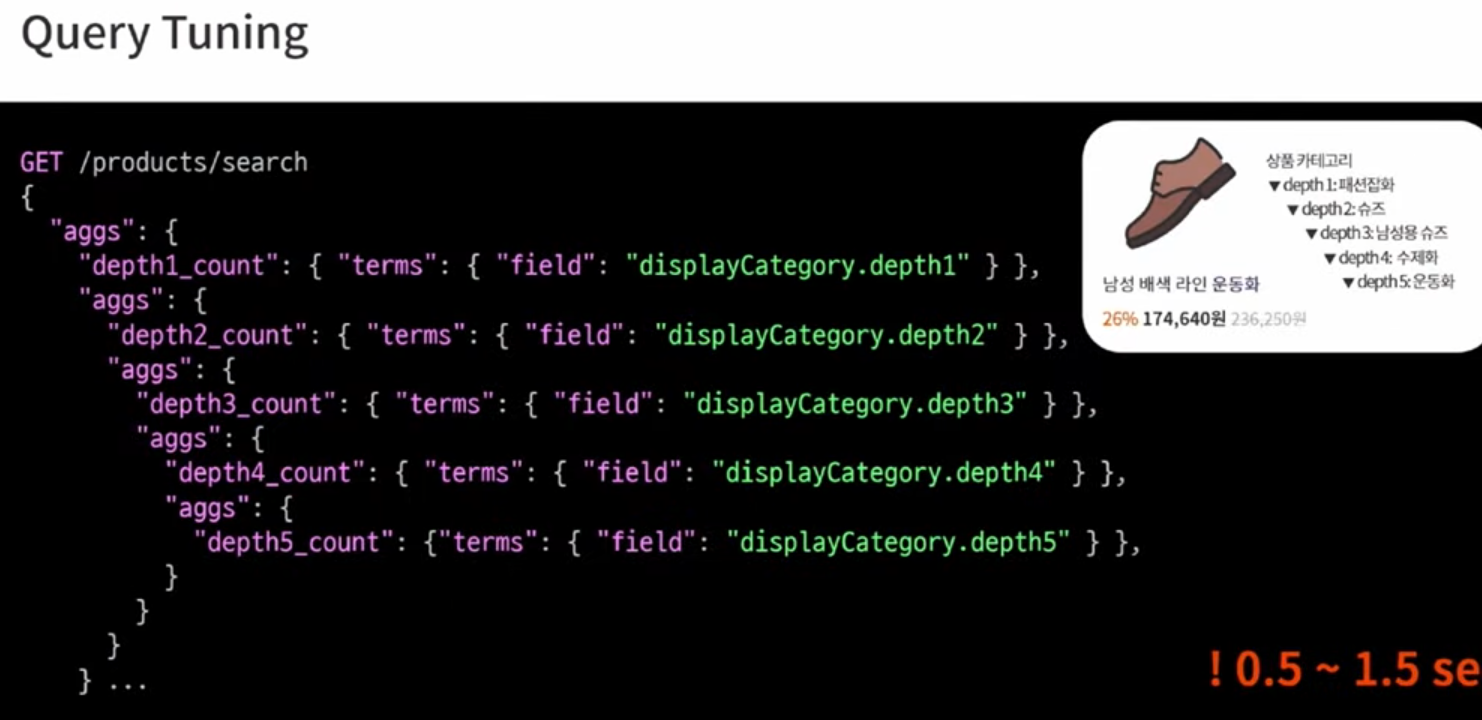 Query Tuning
GET /products/search
{
"aggs": {
"depth1_count": { "terms": { "field": "displayCategory.depth1" } },
"aggs": {
"depth2_count": { "terms": { "field": "displayCategory.depth2" } },
"aggs": {
"depth3_count": { "terms": { "field": "displayCategory.depth3" } },
"aggs": {
"depth4_count": { "terms": { "field": "displayCategory.depth4" } },
"aggs": {
"depth5_count": {"terms": { "field": "displayCategory.depth5" } },
}
}
}
} ...
상품 카테고리
▼ depth 1: 패션잡화
▼ depth 2: 슈즈
▼ depth 3: 남성용 슈즈
▼ depth 4: 수제화
▼ depth 5: 운동화
남성 배색 라인 운동화
26% 174,640원 236,250원
! 0.5 ~ 1.5 se